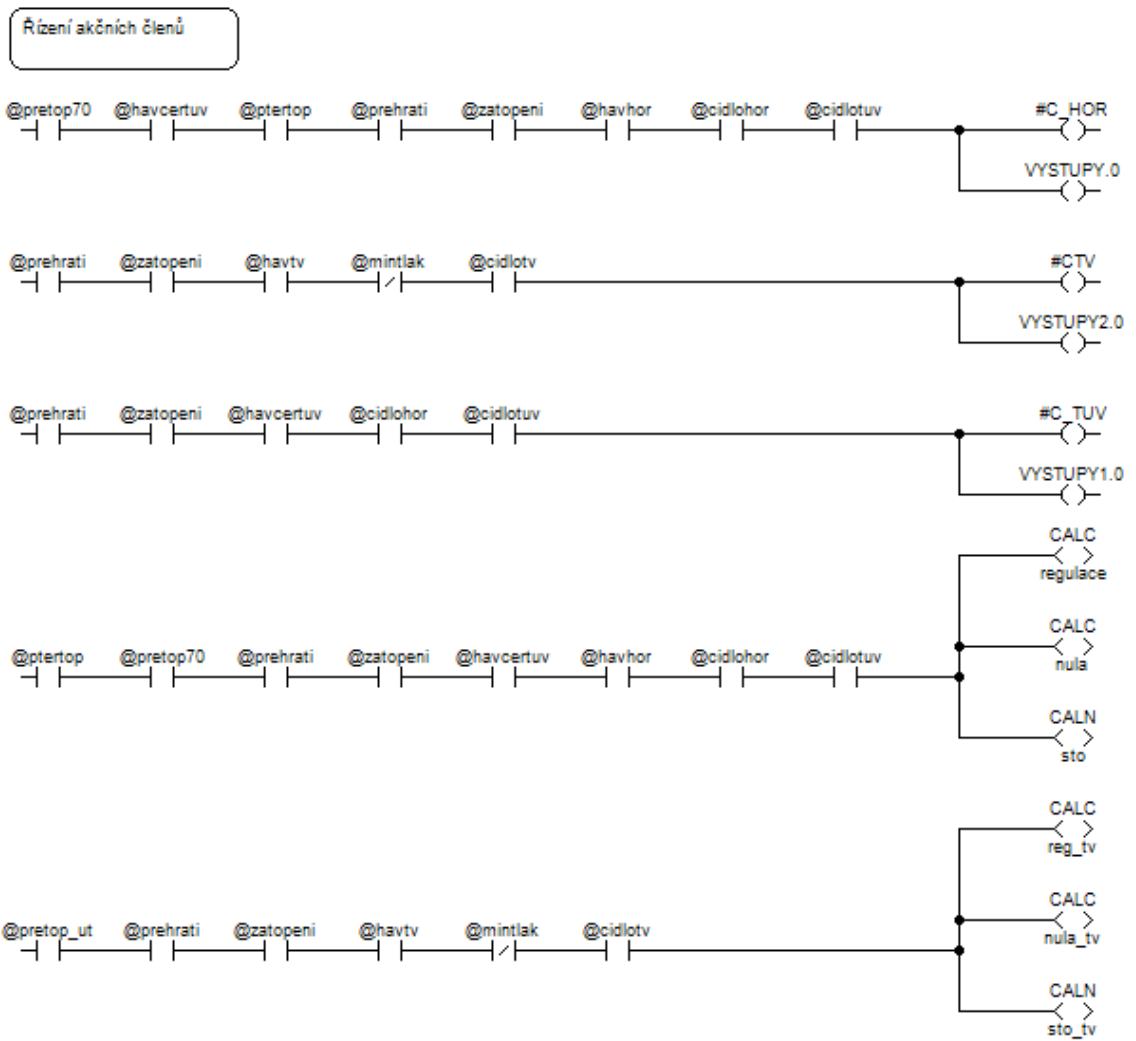 Řízení akčních členů
@pretop70 @havcertuv @ptertop @prehrati @zatopeni @havhor @cidlohor @cidlotuv #C_HOR
VYSTUPY.0
@prehrati @zatopeni @havtv @mintlak @cidlotv #CTV
VYSTUPY2.0
@prehrati @zatopeni @havcertuv @cidlohor @cidlotuv #C_TUV
VYSTUPY1.0
CALC
regulace
CALC
@ptertop @pretop70 @prehrati @zatopeni @havcertuv @havhor @cidlohor @cidlotuv nula
CALN
sto
CALC
reg_tv
CALC
@pretop_ut @prehrati @zatopeni @havtv @mintlak @cidlotv nula_tv
CALN
sto_tv